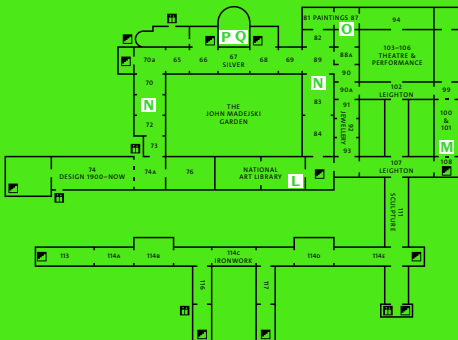 81 PAINTINGS 87
94
O
P Q
82
70a
65
66
67
SILVER
68
69
89
88A
103–106
THEATRE &
PERFORMANCE
70
90
N
N
THE
JOHN MADEJSKI
GARDEN
83
90A
102
LEIGHTON
99
91
100
&
101
72
84
92
JEWELLERY
73
93
M
74
DESIGN 1900–NOW
74A
76
NATIONAL
ART LIBRARY
L
107
LEIGHTON
108
111
SCULPTURE
113
114A
114B
114C
IRONWORK
114D
114E
116
117